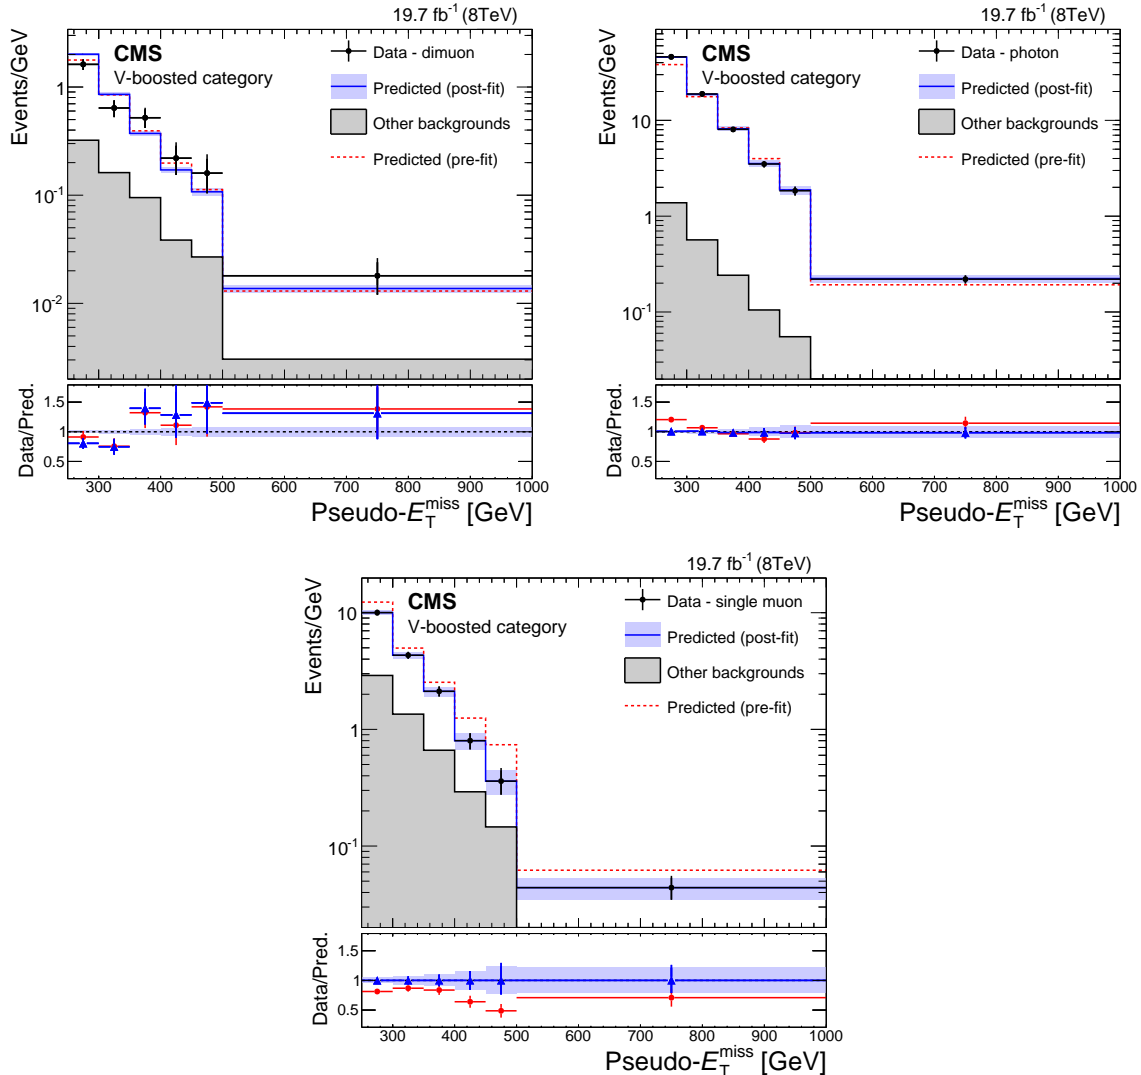 19.7 fb⁻¹ (8TeV)
CMS
V-boosted category
Data - dimuon
Predicted (post-fit)
Other backgrounds
Predicted (pre-fit)
Events/GeV
1
10⁻¹
10⁻²
Data/Pred.
1.5
1
0.5
300 400 500 600 700 800 900 1000
Pseudo-E_T^miss [GeV]
19.7 fb⁻¹ (8TeV)
CMS
V-boosted category
Data - photon
Predicted (post-fit)
Other backgrounds
Predicted (pre-fit)
Events/GeV
10
1
10⁻¹
Data/Pred.
1.5
1
0.5
300 400 500 600 700 800 900 1000
Pseudo-E_T^miss [GeV]
19.7 fb⁻¹ (8TeV)
CMS
V-boosted category
Data - single muon
Predicted (post-fit)
Other backgrounds
Predicted (pre-fit)
Events/GeV
10
1
10⁻¹
Data/Pred.
1.5
1
0.5
300 400 500 600 700 800 900 1000
Pseudo-E_T^miss [GeV]